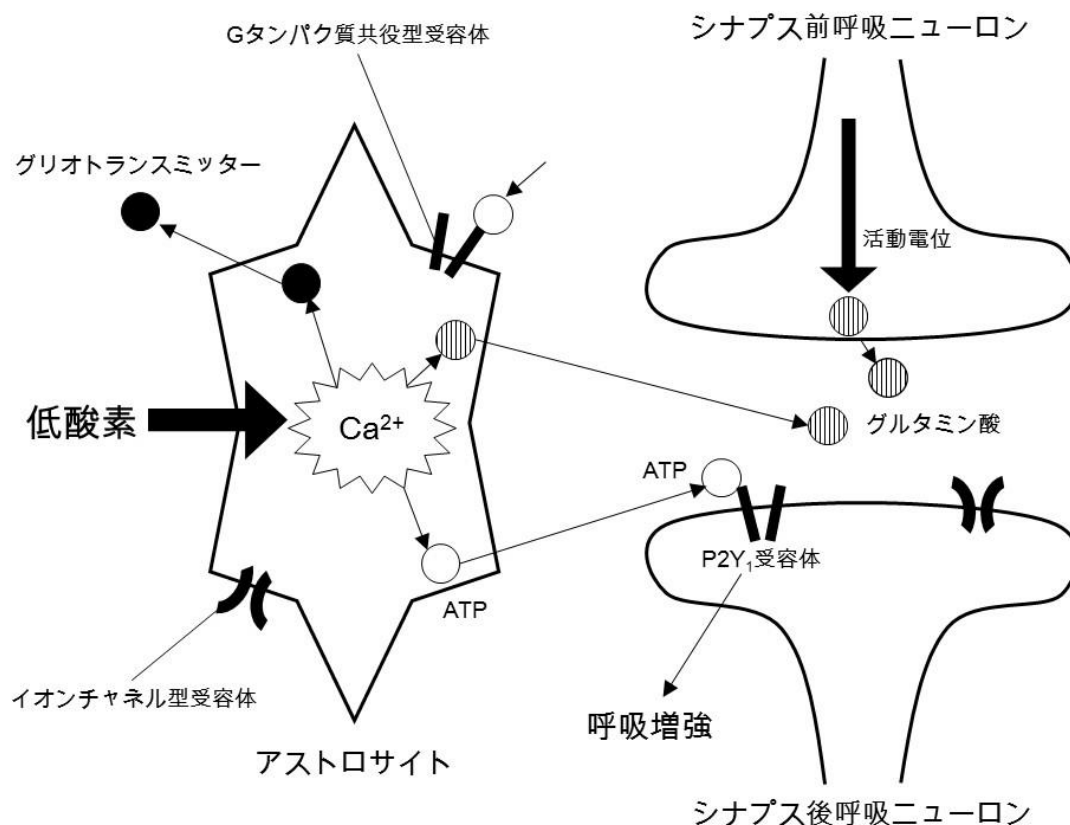 Gタンパク質共役型受容体
シナプス前呼吸ニューロン
グリオトランスミッター
活動電位
低酸素
Ca²⁺
グルタミン酸
ATP
P2Y₁受容体
ATP
イオンチャネル型受容体
呼吸増強
アストロサイト
シナプス後呼吸ニューロン